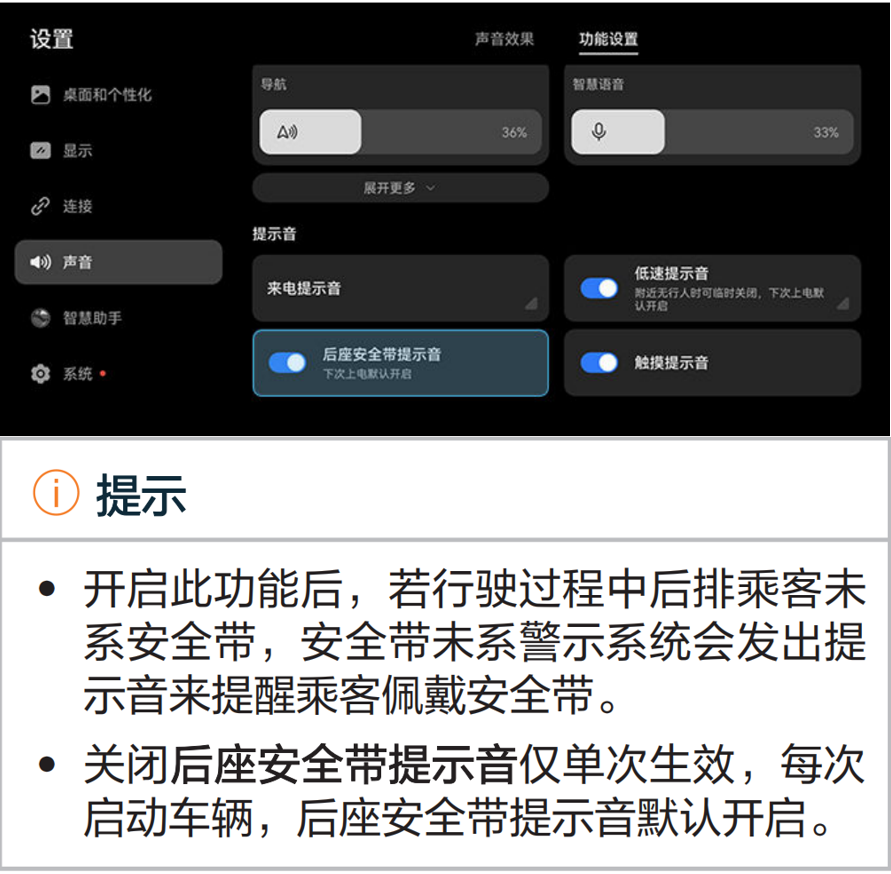 设置
声音效果
功能设置
桌面和个性化
显示
连接
声音
智慧助手
系统
导航
36%
智慧语音
33%
展开更多
提示音
来电提示音
低速提示音
附近无行人时可临时关闭，下次上电默
认开启
后座安全带提示音
下次上电默认开启
触摸提示音
提示
• 开启此功能后，若行驶过程中后排乘客未
系安全带，安全带未系警示系统会发出提
示音来提醒乘客佩戴安全带。
• 关闭后座安全带提示音仅单次生效，每次
启动车辆，后座安全带提示音默认开启。